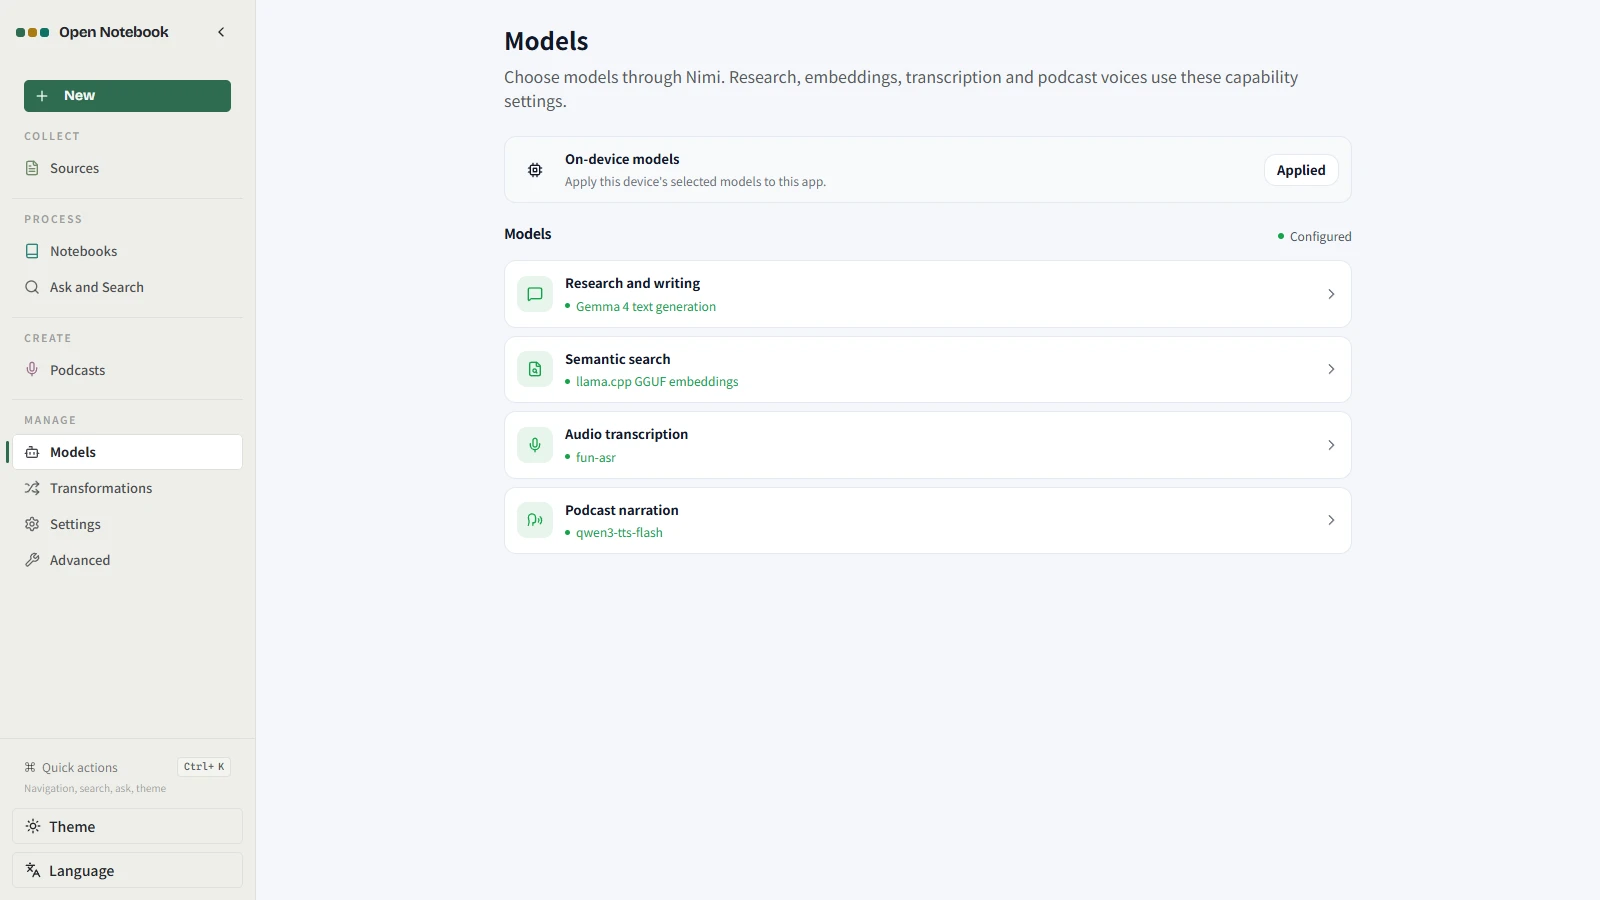 Open Notebook
New
COLLECT
Sources
PROCESS
Notebooks
Ask and Search
CREATE
Podcasts
MANAGE
Models
Transformations
Settings
Advanced
⌘ Quick actions Ctrl+ K
Navigation, search, ask, theme
Theme
Language
Models
Choose models through Nimi. Research, embeddings, transcription and podcast voices use these capability
settings.
On-device models
Apply this device's selected models to this app.
Applied
Models
Configured
Research and writing
Gemma 4 text generation
Semantic search
llama.cpp GGUF embeddings
Audio transcription
fun-asr
Podcast narration
qwen3-tts-flash